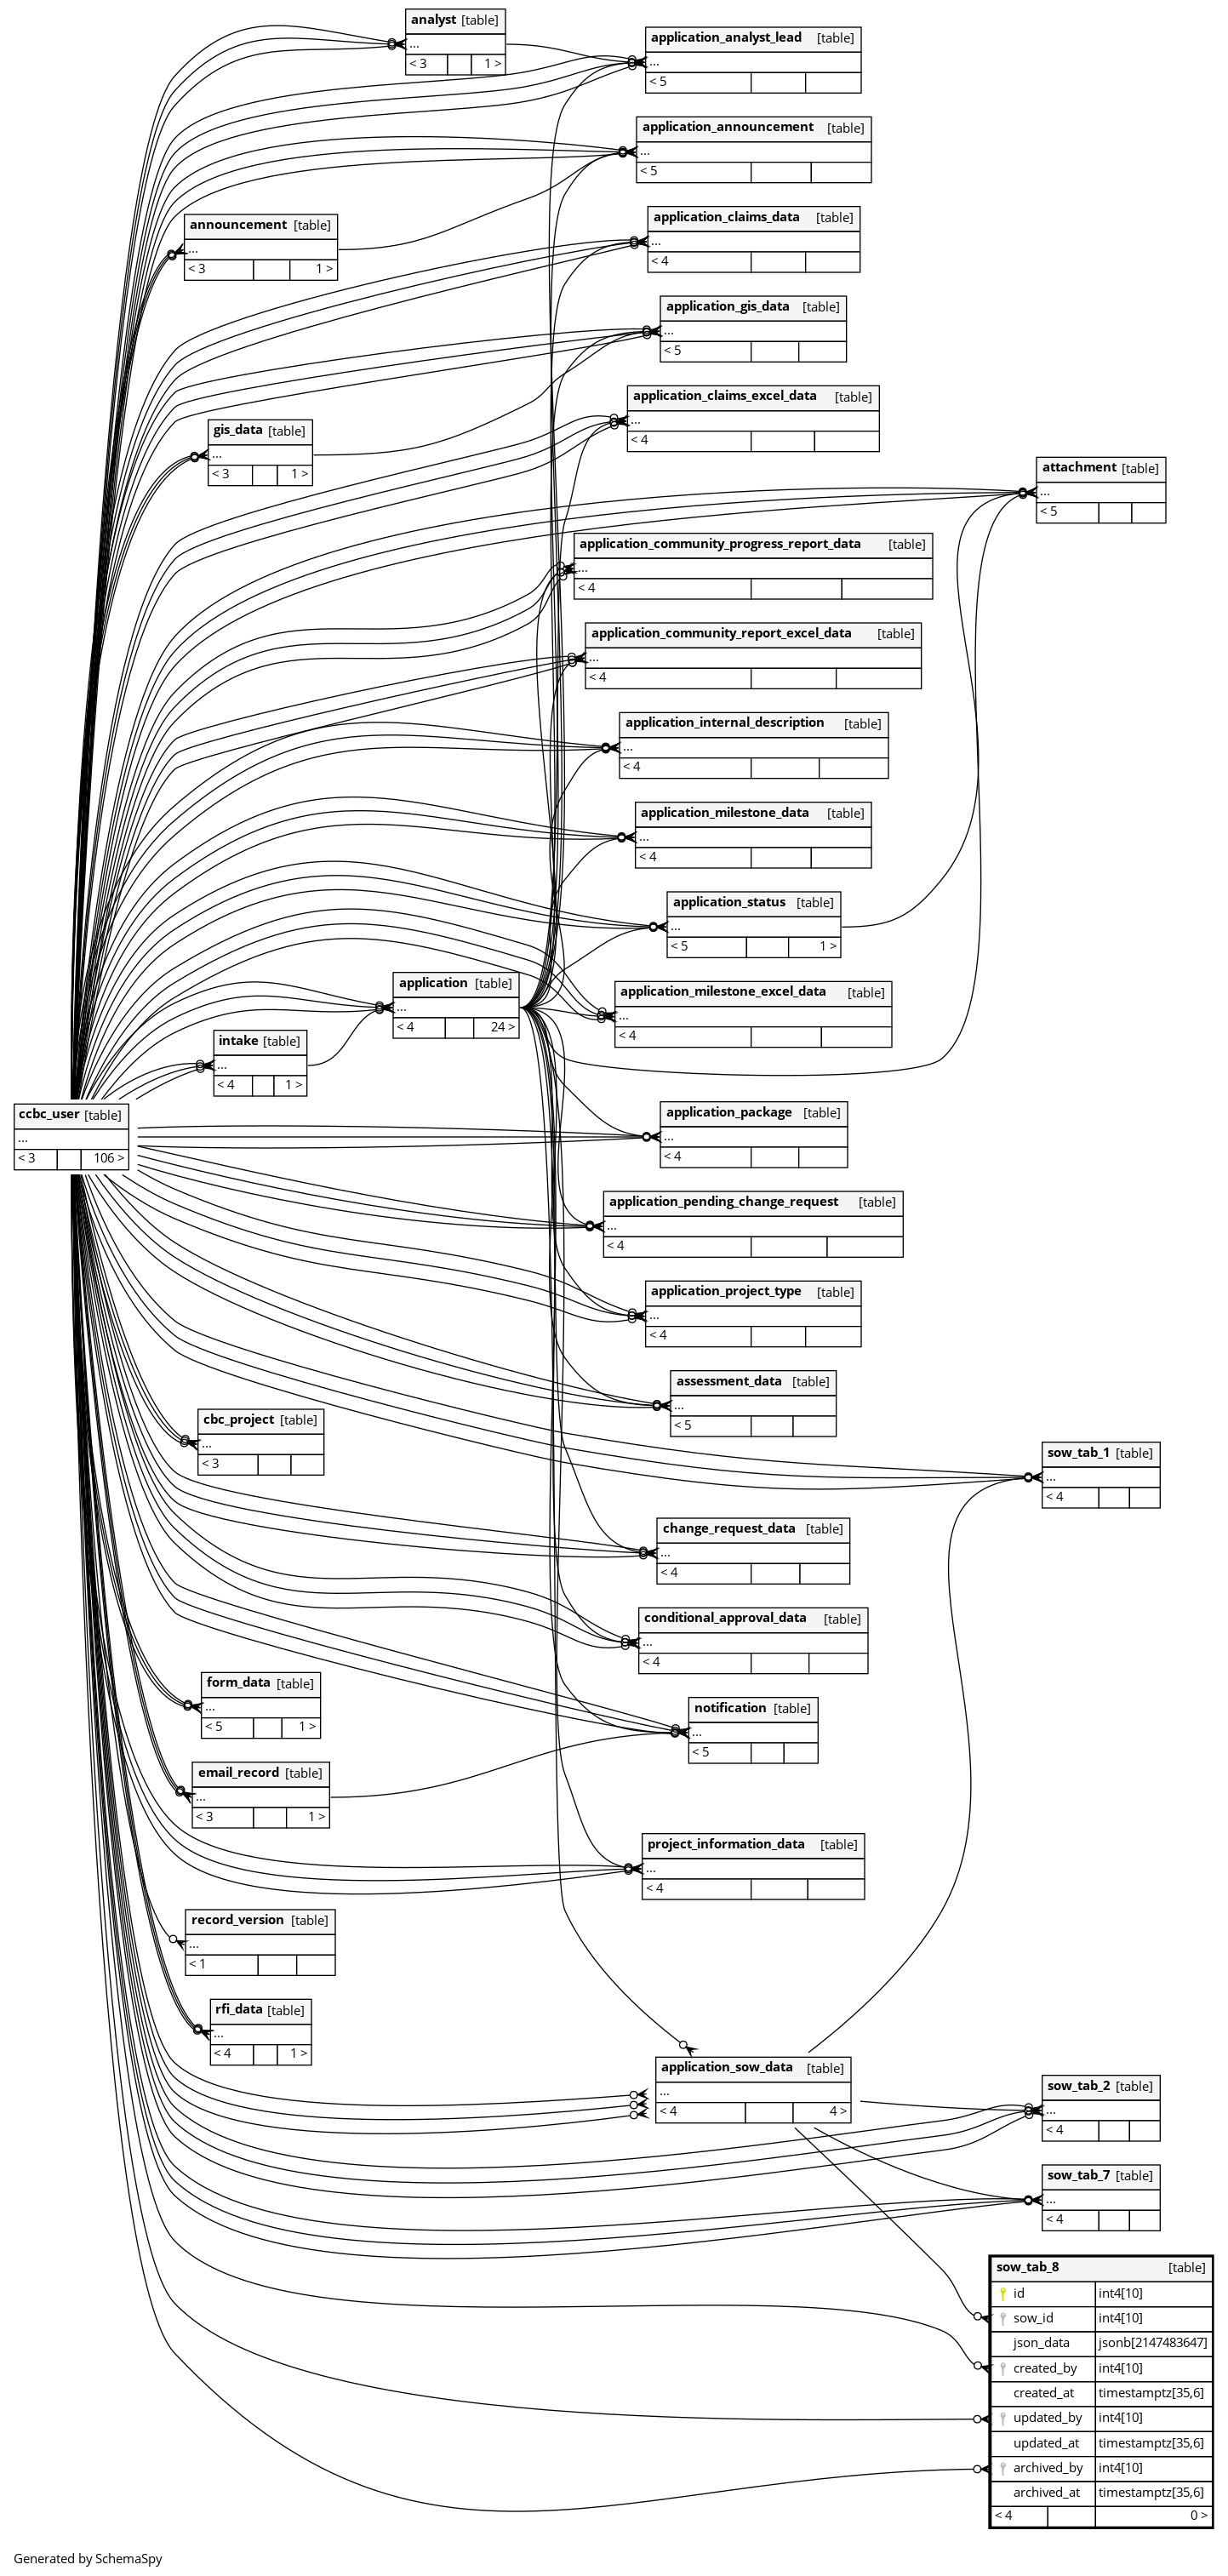 analyst [table]
...
< 3 1 >
application_analyst_lead [table]
...
< 5
application_announcement [table]
...
< 5
application_claims_data [table]
...
< 4
announcement [table]
...
< 3 1 >
application_gis_data [table]
...
< 5
application_claims_excel_data [table]
...
< 4
gis_data [table]
...
< 3 1 >
attachment [table]
...
< 5
application_community_progress_report_data [table]
...
< 4
application_community_report_excel_data [table]
...
< 4
application_internal_description [table]
...
< 4
application_milestone_data [table]
...
< 4
application_status [table]
...
< 5 1 >
application [table]
...
< 4 24 >
application_milestone_excel_data [table]
...
< 4
intake [table]
...
< 4 1 >
ccbc_user [table]
...
< 3 106 >
application_package [table]
...
< 4
application_pending_change_request [table]
...
< 4
application_project_type [table]
...
< 4
assessment_data [table]
...
< 5
cbc_project [table]
...
< 3
sow_tab_1 [table]
...
< 4
change_request_data [table]
...
< 4
conditional_approval_data [table]
...
< 4
form_data [table]
...
< 5 1 >
notification [table]
...
< 5
email_record [table]
...
< 3 1 >
project_information_data [table]
...
< 4
record_version [table]
...
< 1
rfi_data [table]
...
< 4 1 >
application_sow_data [table]
...
< 4 4 >
sow_tab_2 [table]
...
< 4
sow_tab_7 [table]
...
< 4
sow_tab_8 [table]
id int4[10]
sow_id int4[10]
json_data jsonb[2147483647]
created_by int4[10]
created_at timestamptz[35,6]
updated_by int4[10]
updated_at timestamptz[35,6]
archived_by int4[10]
archived_at timestamptz[35,6]
< 4 0 >
Generated by SchemaSpy